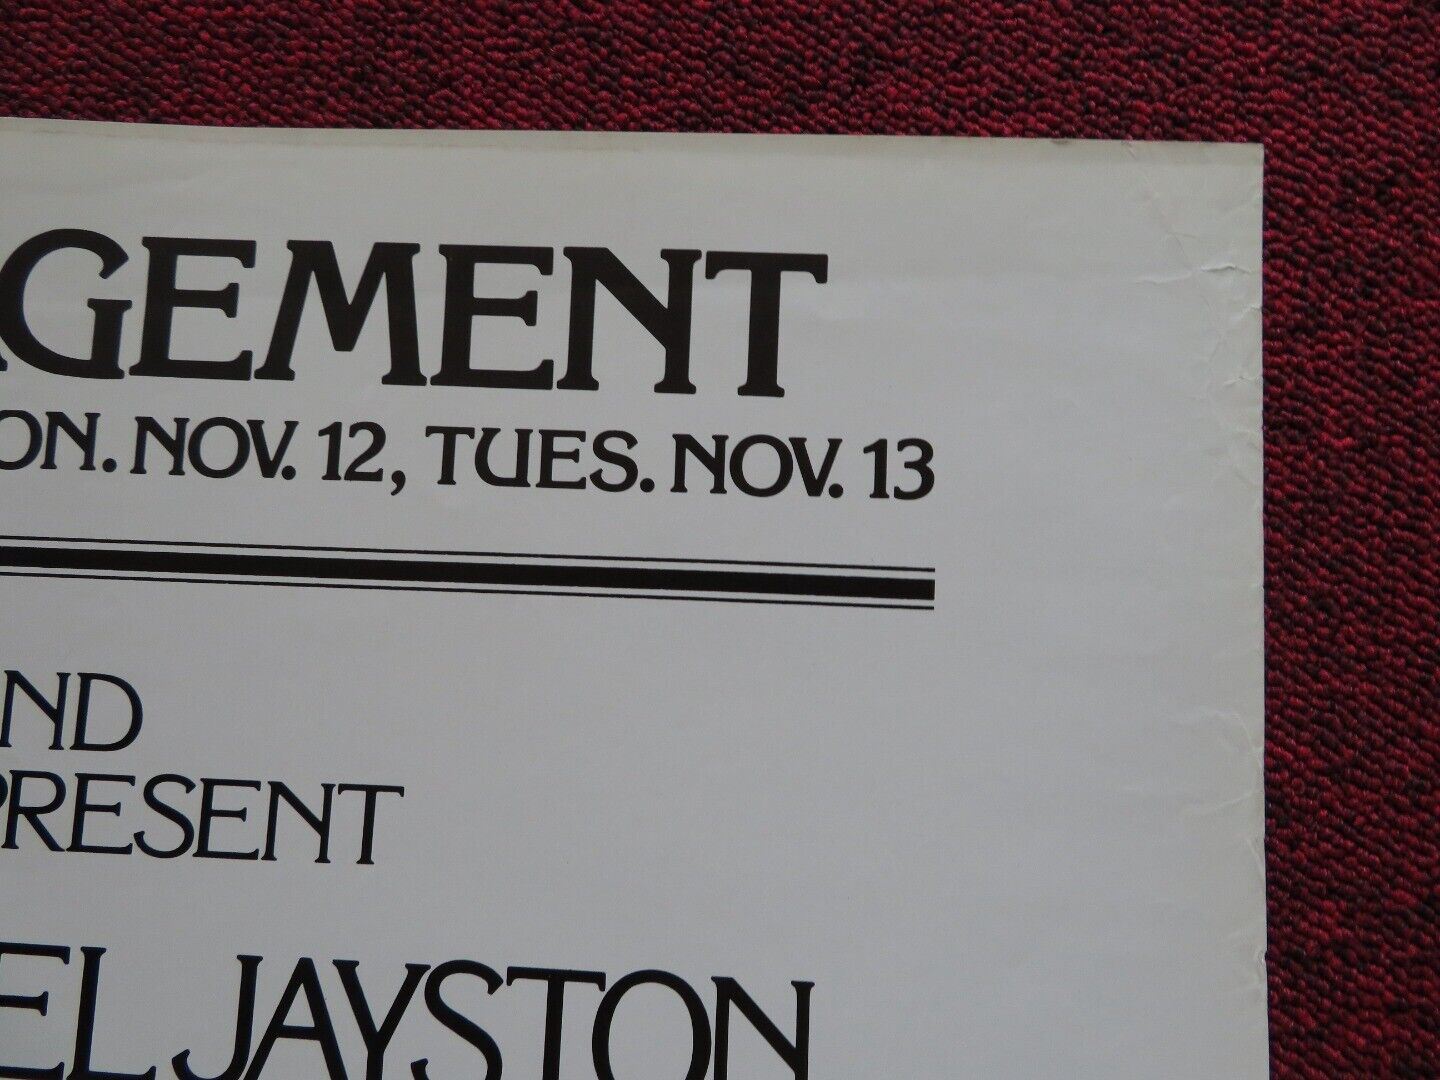 GEMENT
ON. NOV. 12, TUES. NOV. 13
ND
PRESENT
EL JAYSTON